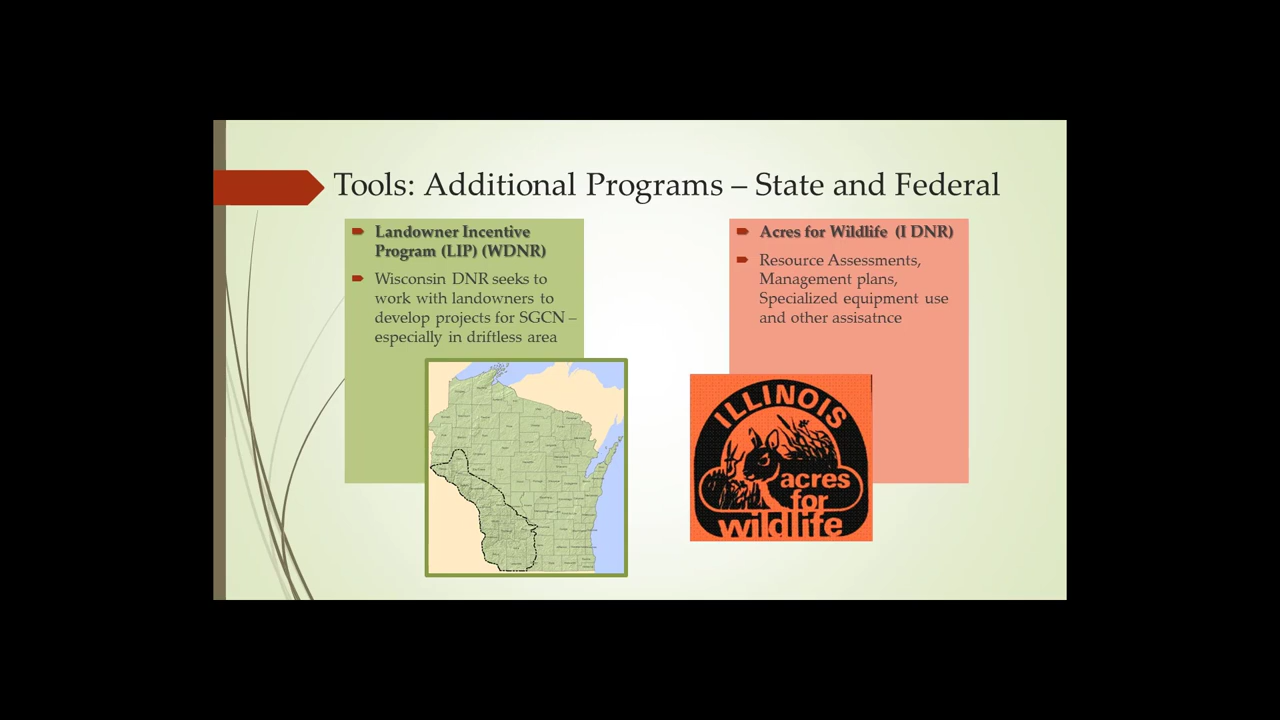 Tools: Additional Programs – State and Federal
Landowner Incentive
Program (LIP) (WDNR)
Wisconsin DNR seeks to
work with landowners to
develop projects for SGCN –
especially in driftless area
Acres for Wildlife (I DNR)
Resource Assessments,
Management plans,
Specialized equipment use
and other assisatnce
ILLINOIS
acres
for
wildlife